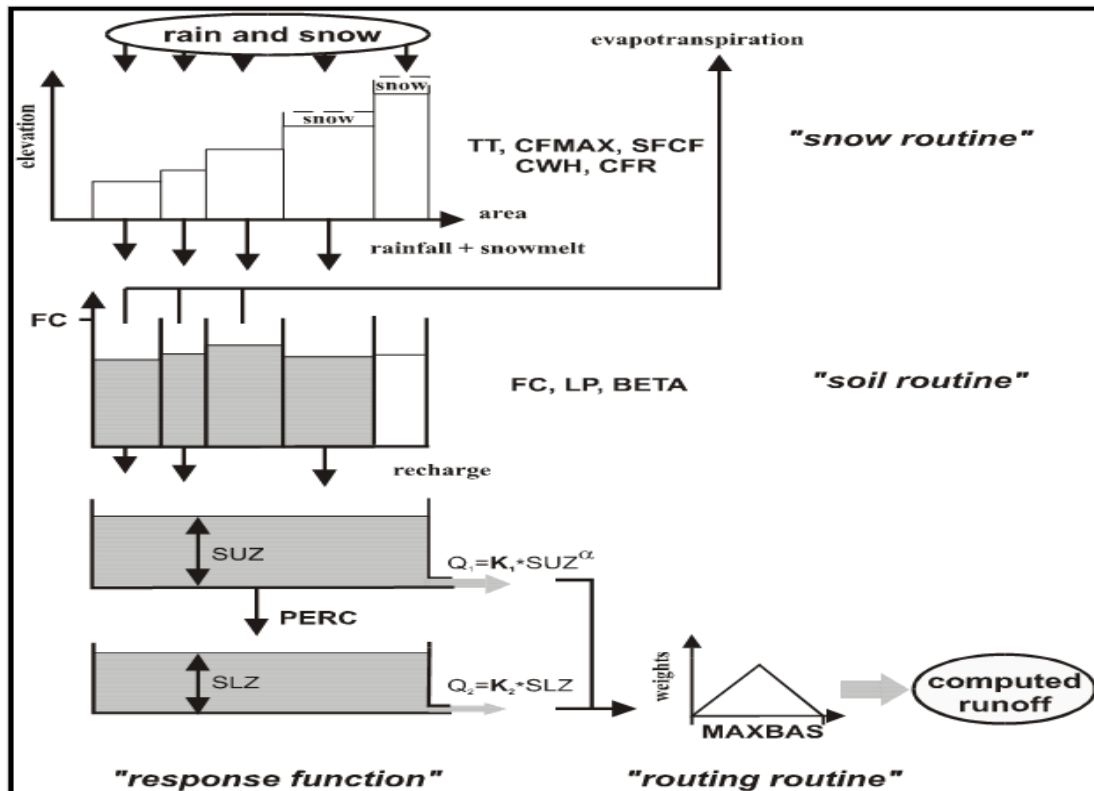 rain and snow
evapotranspiration
elevation
snow
snow
TT, CFMAX, SFCF
CWH, CFR
"snow routine"
area
rainfall + snowmelt
FC
FC, LP, BETA
"soil routine"
recharge
SUZ
Q₁=K₁*SUZ^α
PERC
SLZ
Q₂=K₂*SLZ
weights
MAXBAS
computed
runoff
"response function"
"routing routine"